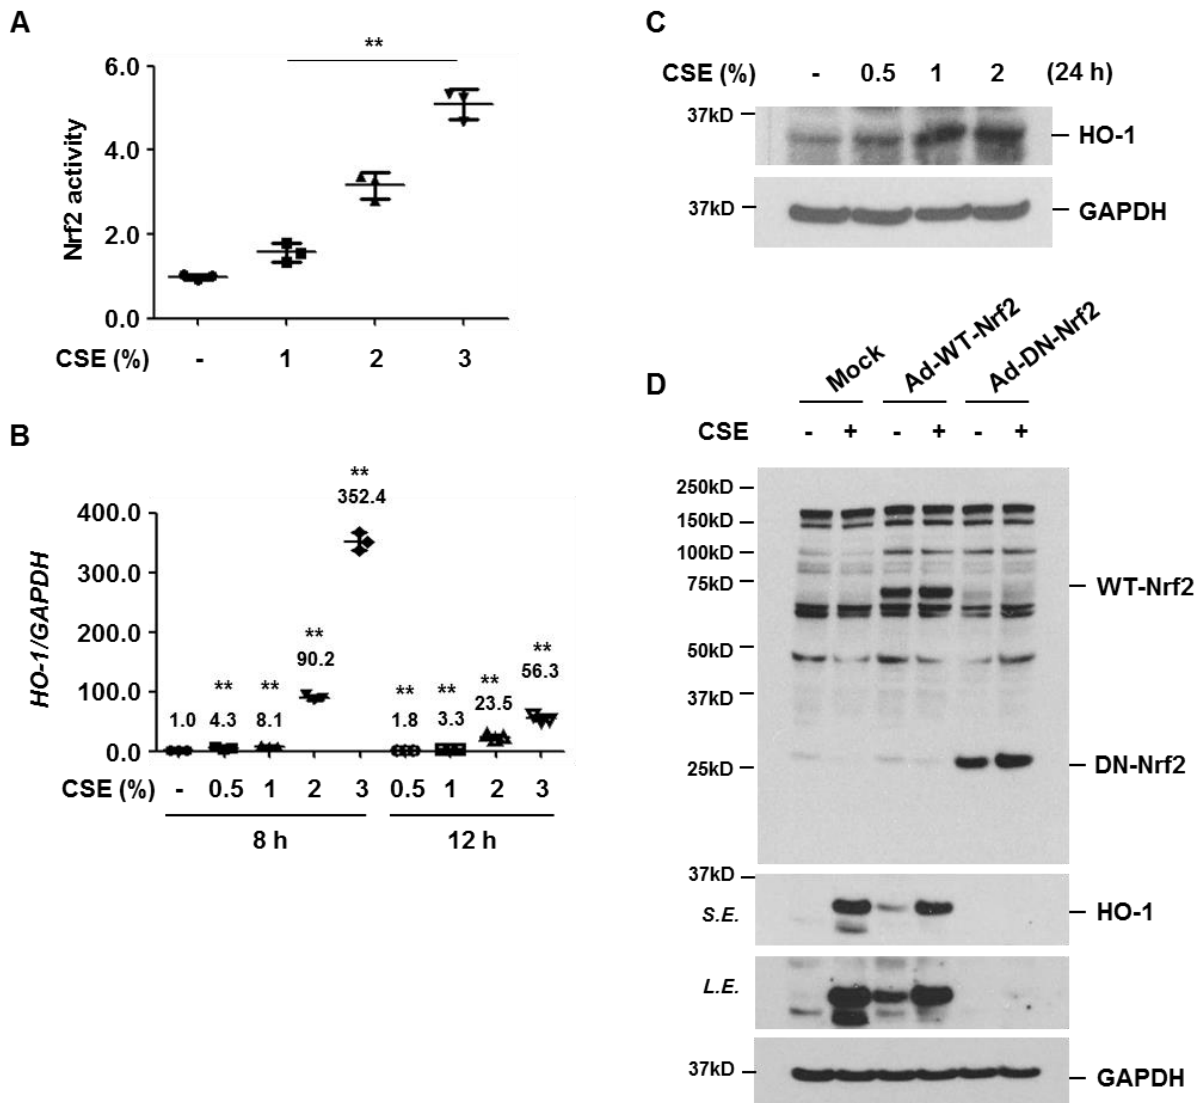 A
**
6.0
4.0
2.0
0.0
Nrf2 activity
CSE (%) - 1 2 3
B
400.0
300.0
200.0
100.0
0.0
HO-1/GAPDH
** ** ** ** ** ** ** **
1.0 4.3 8.1 90.2 352.4 1.8 3.3 23.5 56.3
CSE (%) - 0.5 1 2 3 0.5 1 2 3
8 h 12 h
C
CSE (%) - 0.5 1 2 (24 h)
37kD
HO-1
37kD
GAPDH
D
Mock Ad-WT-Nrf2 Ad-DN-Nrf2
CSE - + - + - +
250kD
150kD
100kD
75kD
WT-Nrf2
50kD
37kD
25kD
DN-Nrf2
37kD
S.E.
HO-1
L.E.
37kD
GAPDH